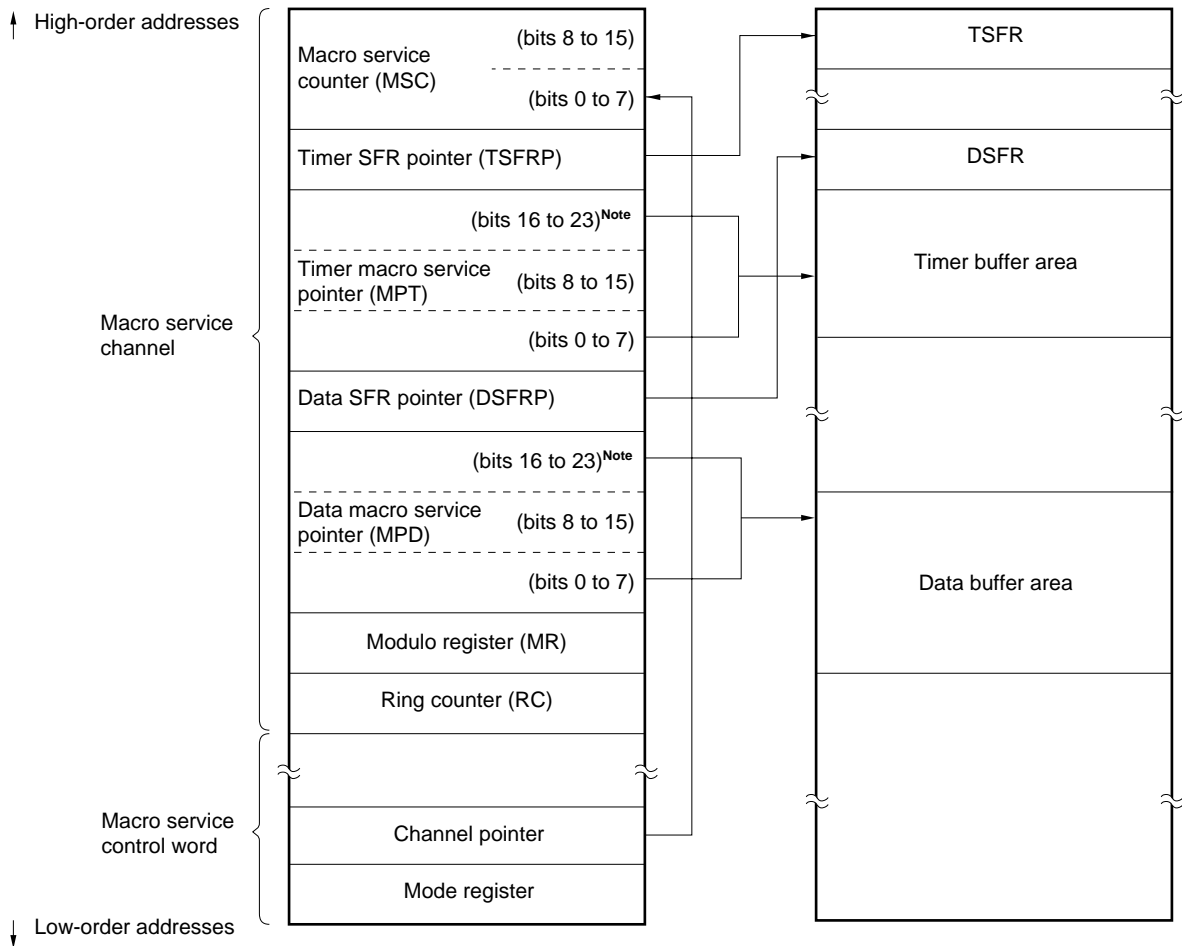 High-order addresses
Macro service
counter (MSC)
(bits 8 to 15)
(bits 0 to 7)
Timer SFR pointer (TSFRP)
(bits 16 to 23)Note
Timer macro service
pointer (MPT)
(bits 8 to 15)
(bits 0 to 7)
Macro service
channel
Data SFR pointer (DSFRP)
(bits 16 to 23)Note
Data macro service
pointer (MPD)
(bits 8 to 15)
(bits 0 to 7)
Modulo register (MR)
Ring counter (RC)
Macro service
control word
Channel pointer
Mode register
Low-order addresses
TSFR
DSFR
Timer buffer area
Data buffer area